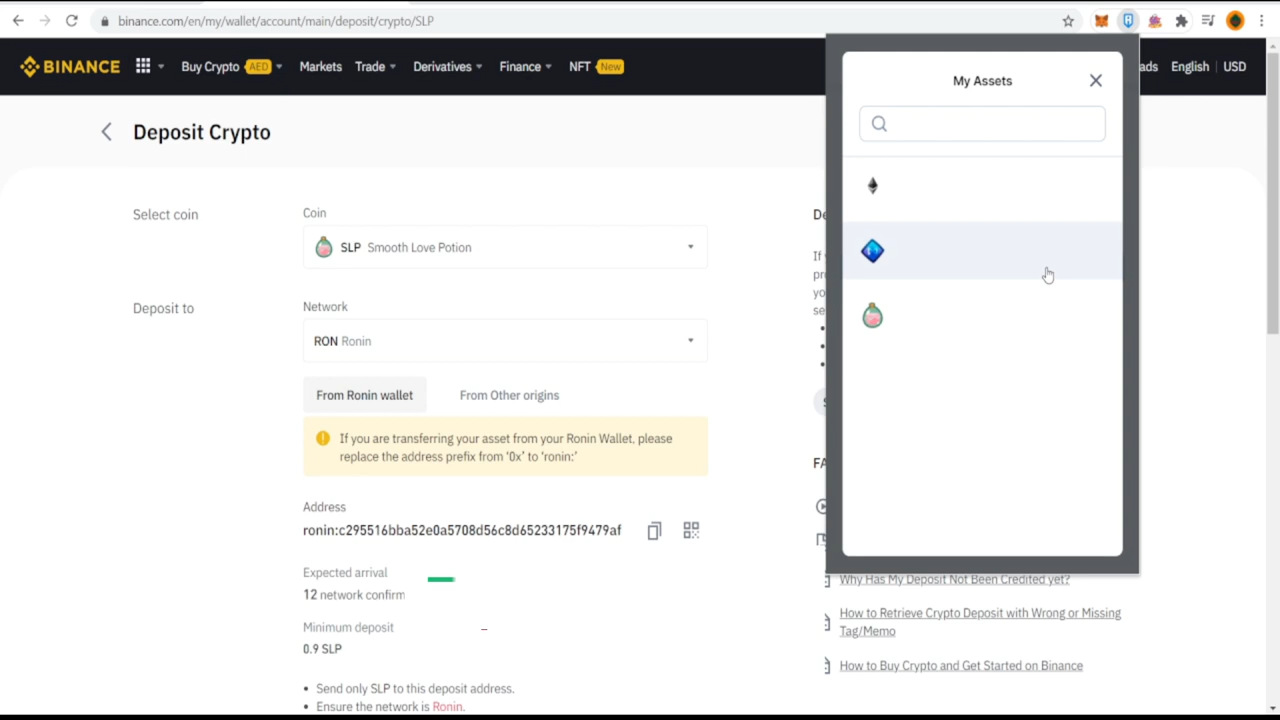 binance.com/en/my/wallet/account/main/deposit/crypto/SLP
BINANCE Buy Crypto AED Markets Trade Derivatives Finance NFT New English USD
My Assets
Deposit Crypto
Select coin
Coin
SLP Smooth Love Potion
Deposit to
Network
RON Ronin
From Ronin wallet From Other origins
If you are transferring your asset from your Ronin Wallet, please
replace the address prefix from ‘0x’ to ‘ronin:’
Address
ronin:c295516bba52e0a5708d56c8d65233175f9479af
Expected arrival
12 network confirm
Minimum deposit
0.9 SLP
• Send only SLP to this deposit address.
• Ensure the network is Ronin.
Why Has My Deposit Not Been Credited yet?
How to Retrieve Crypto Deposit with Wrong or Missing
Tag/Memo
How to Buy Crypto and Get Started on Binance